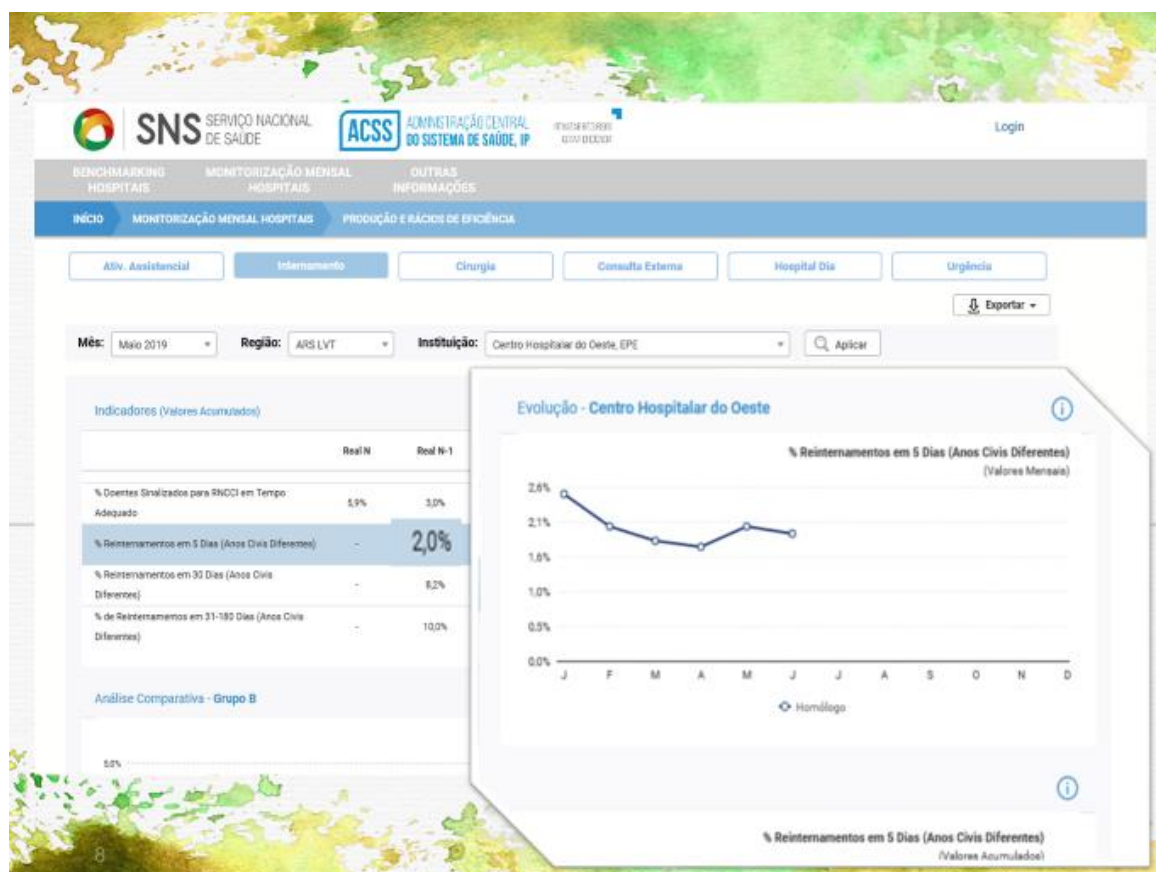 SNS SERVIÇO NACIONAL
DE SAÚDE
ACSS ADMINISTRAÇÃO CENTRAL
DO SISTEMA DE SAÚDE, IP
Login
BENCHMARKING
HOSPITAIS
MONITORIZAÇÃO MENSAL
HOSPITAIS
OUTRAS
INFORMAÇÕES
INÍCIO MONITORIZAÇÃO MENSAL HOSPITAIS PRODUÇÃO E RÁCIOS DE EFICIÊNCIA
Ativ. Assistencial Internamento Cirurgia Consulta Externa Hospital Dia Urgência
Exportar
Mês: Maio 2019 Região: ARS LVT Instituição: Centro Hospitalar do Oeste, EPE Aplicar
Indicadores (Valores Acumulados)
Real N Real N-1
% Doentes Sinalizados para RNCCI em Tempo
Adequado
5,9% 3,0%
% Reinternamentos em 5 Dias (Anos Civis Diferentes) - 2,0%
% Reinternamentos em 30 Dias (Anos Civis
Diferentes)
- 8,2%
% de Reinternamentos em 31-180 Dias (Anos Civis
Diferentes)
- 10,0%
Análise Comparativa - Grupo B
5,0%
Evolução - Centro Hospitalar do Oeste
% Reinternamentos em 5 Dias (Anos Civis Diferentes)
(Valores Mensais)
2,6%
2,1%
1,6%
1,0%
0,5%
0,0%
J F M A M J J A S O N D
Homólogo
% Reinternamentos em 5 Dias (Anos Civis Diferentes)
(Valores Acumulados)
8